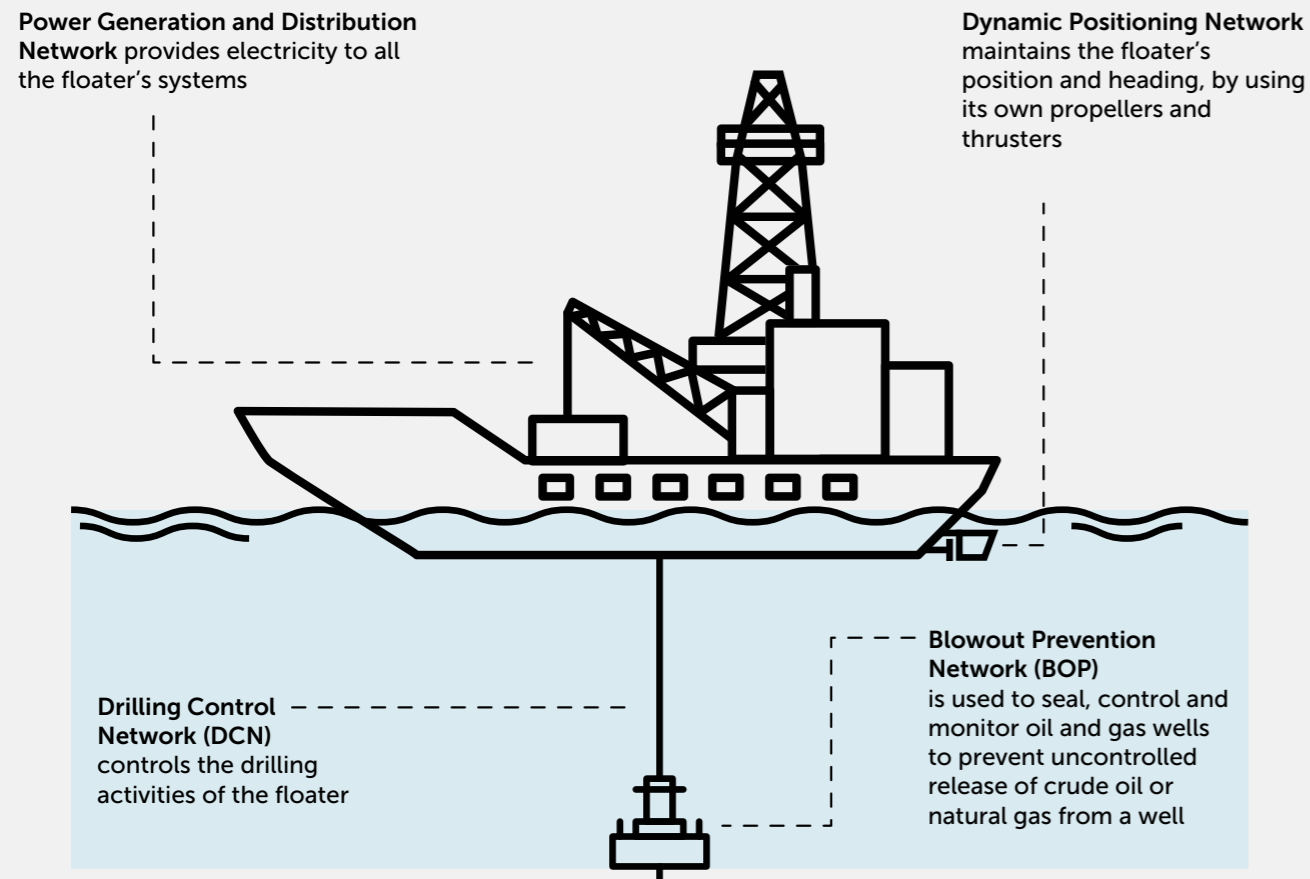 Power Generation and Distribution
Network provides electricity to all
the floater’s systems
Dynamic Positioning Network
maintains the floater’s
position and heading, by using
its own propellers and
thrusters
Drilling Control
Network (DCN)
controls the drilling
activities of the floater
Blowout Prevention
Network (BOP)
is used to seal, control and
monitor oil and gas wells
to prevent uncontrolled
release of crude oil or
natural gas from a well